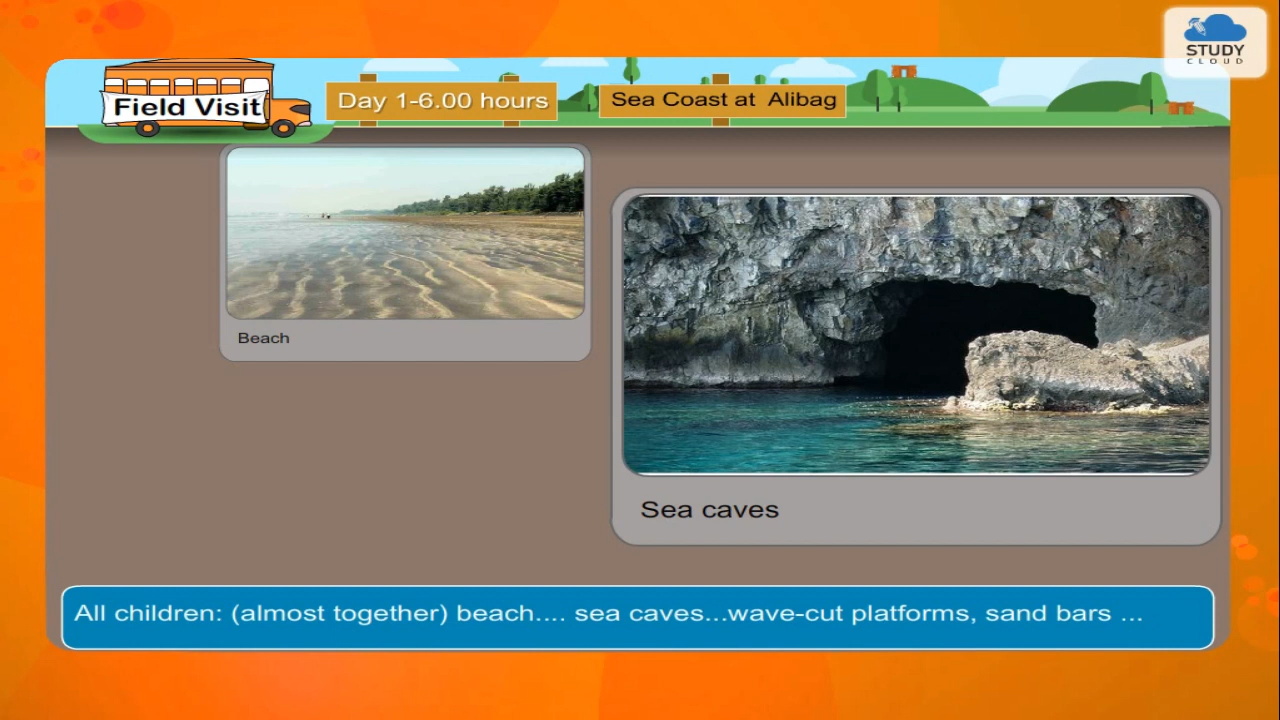 STUDY
CLOUD
Field Visit
Day 1-6.00 hours
Sea Coast at Alibag
Beach
Sea caves
All children: (almost together) beach.... sea caves...wave-cut platforms, sand bars ...